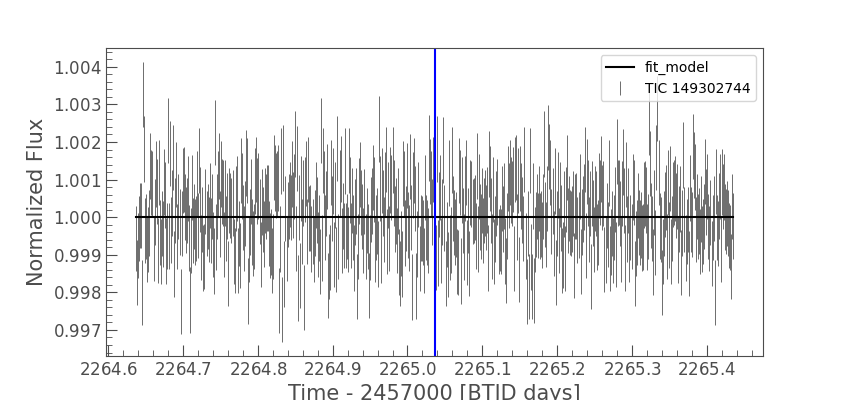 1.004
1.003
1.002
1.001
1.000
0.999
0.998
0.997
Normalized Flux
fit_model
TIC 149302744
2264.6 2264.7 2264.8 2264.9 2265.0 2265.1 2265.2 2265.3 2265.4
Time - 2457000 [BTJD days]